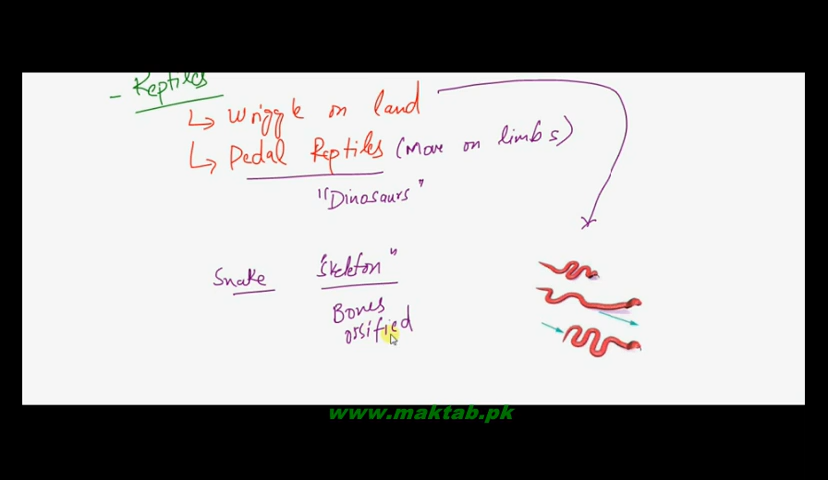 - Reptiles
↳ Wriggle on land
↳ Pedal Reptiles (Move on limbs)
"Dinosaurs"
Snake "Skeleton"
Bones
ossified
www.maktab.pk